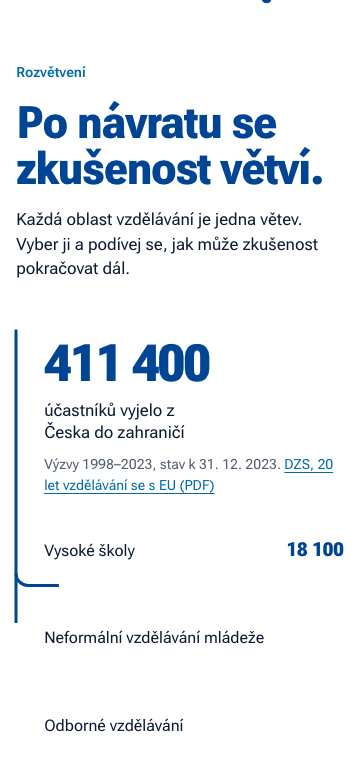 Rozvětvení
Po návratu se
zkušenost větví.
Každá oblast vzdělávání je jedna větev.
Vyber ji a podívej se, jak může zkušenost
pokračovat dál.
411 400
účastníků vyjelo z
Česka do zahraničí
Výzvy 1998–2023, stav k 31. 12. 2023. DZS, 20
let vzdělávání se s EU (PDF)
Vysoké školy 18 100
Neformální vzdělávání mládeže
Odborné vzdělávání